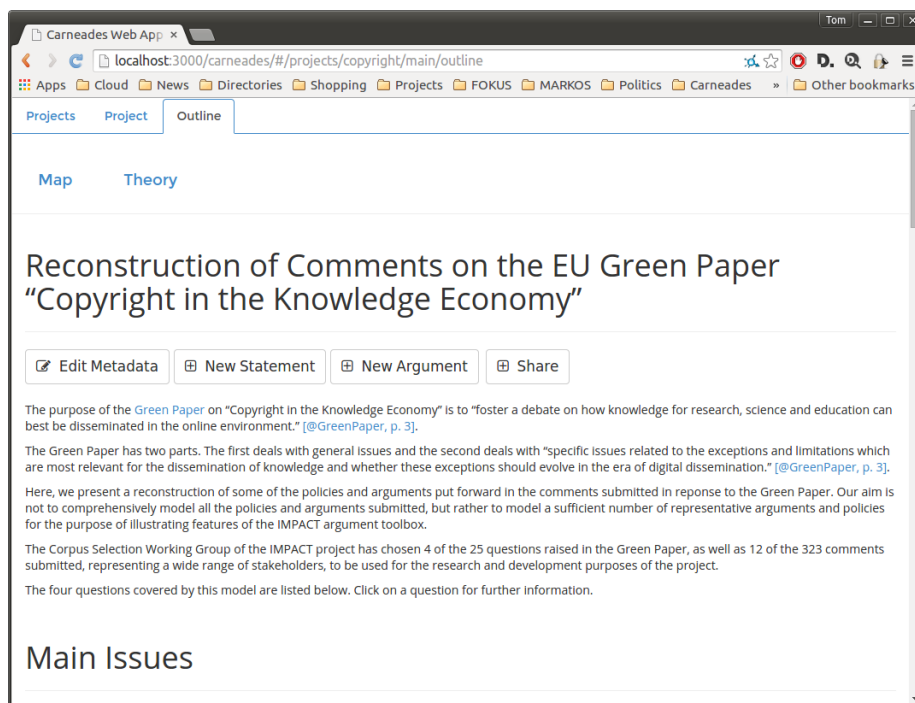 Tom
Carneades Web App ×
localhost:3000/carneades/#/projects/copyright/main/outline
D.
Apps Cloud News Directories Shopping Projects FOKUS MARKOS Politics Carneades » Other bookmarks
Projects Project Outline
Map Theory
Reconstruction of Comments on the EU Green Paper
“Copyright in the Knowledge Economy”
Edit Metadata New Statement New Argument Share
The purpose of the Green Paper on “Copyright in the Knowledge Economy” is to “foster a debate on how knowledge for research, science and education can
best be disseminated in the online environment.” [@GreenPaper, p. 3].
The Green Paper has two parts. The first deals with general issues and the second deals with “specific issues related to the exceptions and limitations which
are most relevant for the dissemination of knowledge and whether these exceptions should evolve in the era of digital dissemination.” [@GreenPaper, p. 3].
Here, we present a reconstruction of some of the policies and arguments put forward in the comments submitted in reponse to the Green Paper. Our aim is
not to comprehensively model all the policies and arguments submitted, but rather to model a sufficient number of representative arguments and policies
for the purpose of illustrating features of the IMPACT argument toolbox.
The Corpus Selection Working Group of the IMPACT project has chosen 4 of the 25 questions raised in the Green Paper, as well as 12 of the 323 comments
submitted, representing a wide range of stakeholders, to be used for the research and development purposes of the project.
The four questions covered by this model are listed below. Click on a question for further information.
Main Issues